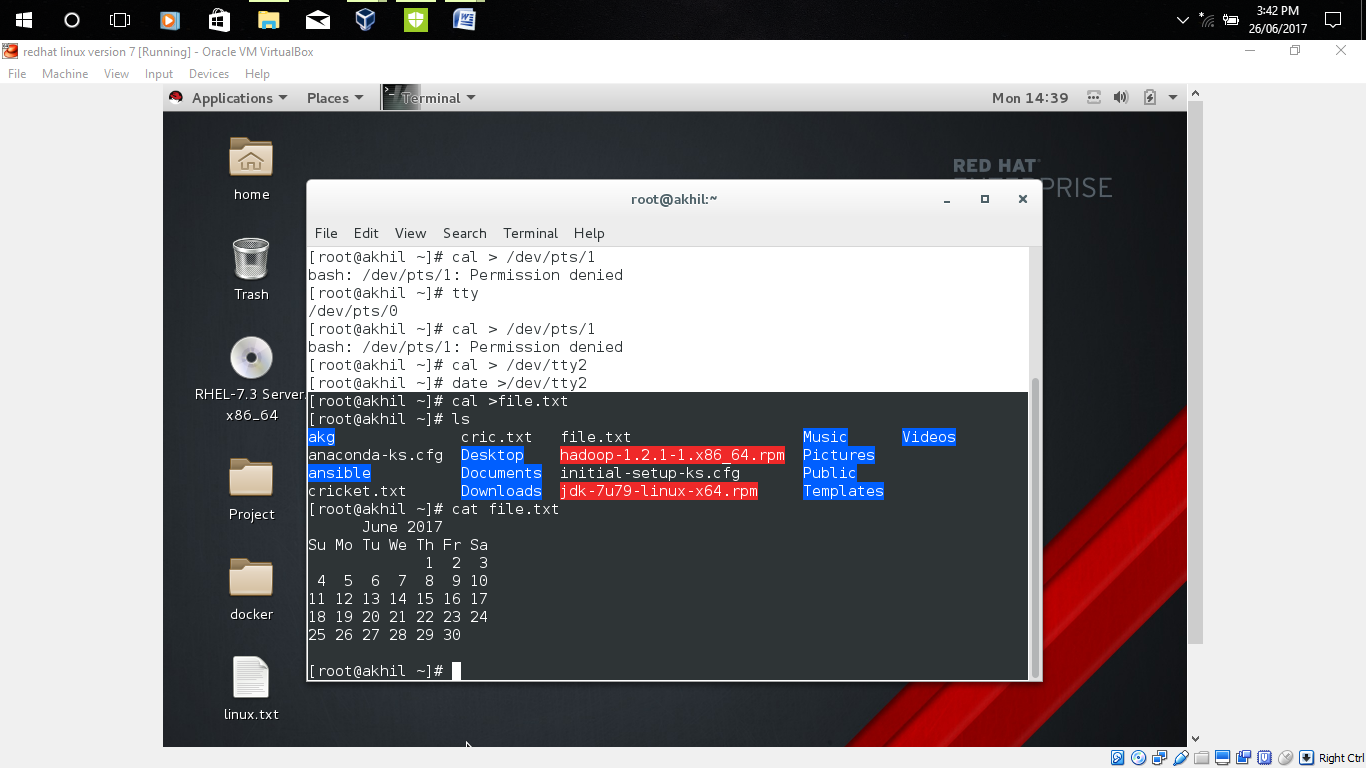 3:42 PM
26/06/2017
redhat linux version 7 [Running] - Oracle VM VirtualBox
File Machine View Input Devices Help
Applications Places Terminal Mon 14:39
home
Trash
RHEL-7.3 Server.
x86_64
Project
docker
linux.txt
RED HAT
ENTERPRISE
root@akhil:~
File Edit View Search Terminal Help
[root@akhil ~]# cal > /dev/pts/1
bash: /dev/pts/1: Permission denied
[root@akhil ~]# tty
/dev/pts/0
[root@akhil ~]# cal > /dev/pts/1
bash: /dev/pts/1: Permission denied
[root@akhil ~]# cal > /dev/tty2
[root@akhil ~]# date >/dev/tty2
[root@akhil ~]# cal >file.txt
[root@akhil ~]# ls
akg cric.txt file.txt Music Videos
anaconda-ks.cfg Desktop hadoop-1.2.1-1.x86_64.rpm Pictures
ansible Documents initial-setup-ks.cfg Public
cricket.txt Downloads jdk-7u79-linux-x64.rpm Templates
[root@akhil ~]# cat file.txt
June 2017
Su Mo Tu We Th Fr Sa
1 2 3
4 5 6 7 8 9 10
11 12 13 14 15 16 17
18 19 20 21 22 23 24
25 26 27 28 29 30
[root@akhil ~]#
Right Ctrl